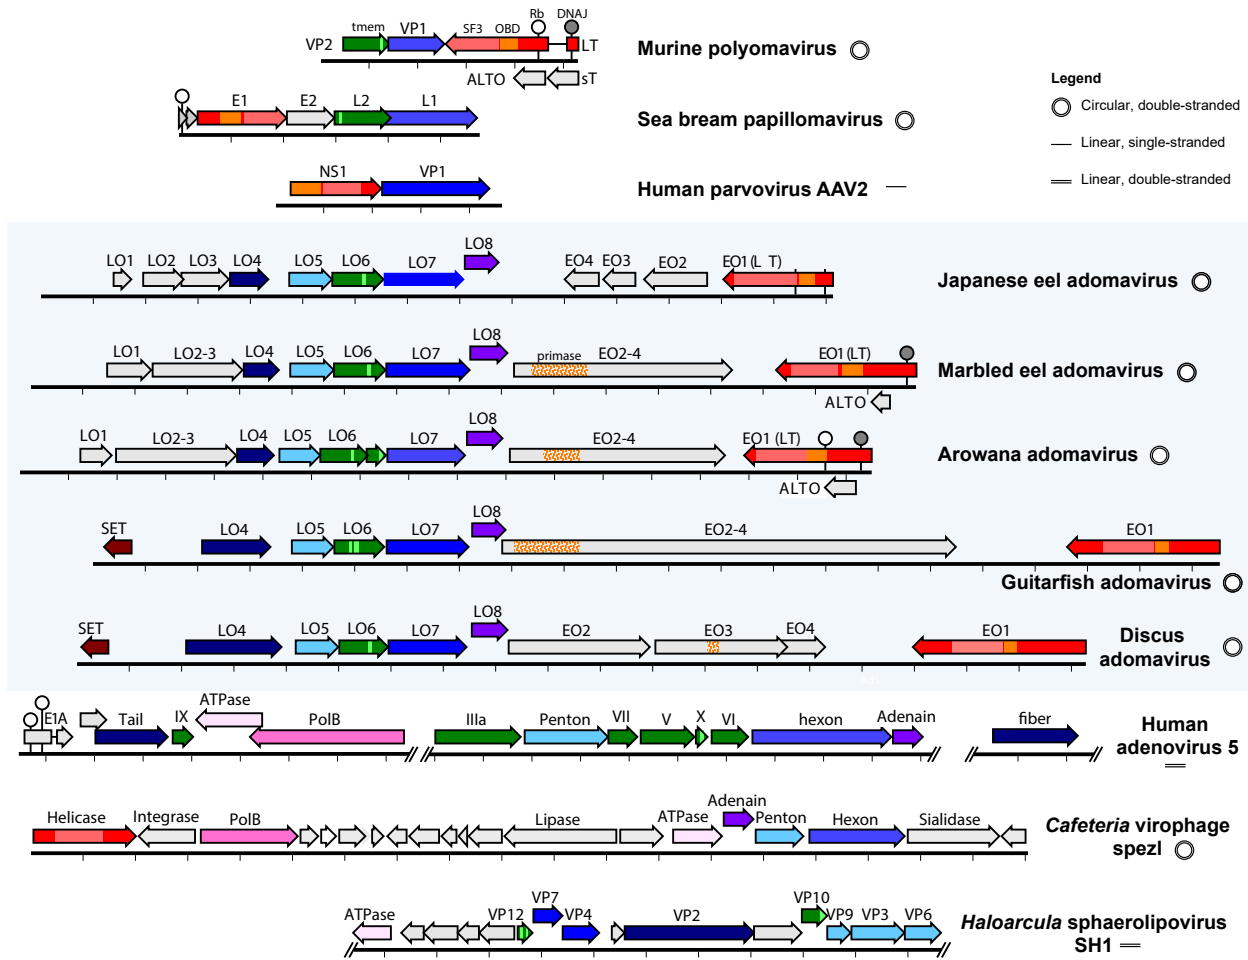 tmem VP1 SF3 OBD Rb DNAJ
VP2 LT
ALTO sT
Murine polyomavirus
Legend
Circular, double-stranded
Linear, single-stranded
Linear, double-stranded
E1 E2 L2 L1
Sea bream papillomavirus
NS1 VP1
Human parvovirus AAV2
LO8
LO1 LO2 LO3 LO4 LO5 LO6 LO7 EO4 EO3 EO2 EO1 (L T)
Japanese eel adomavirus
LO8
LO1 LO2-3 LO4 LO5 LO6 LO7 primase EO2-4 EO1 (LT)
Marbled eel adomavirus
ALTO
LO8
LO1 LO2-3 LO4 LO5 LO6 LO7 EO2-4 EO1 (LT)
Arowana adomavirus
ALTO
LO8
SET LO4 LO5 LO6 LO7 EO2-4 EO1
Guitarfish adomavirus
LO8
SET LO4 LO5 LO6 LO7 EO2 EO3 EO4 EO1
Discus
adomavirus
ATPase
E1A Tail IX PolB IIIa Penton VII V X VI hexon Adenain fiber
Human
adenovirus 5
Adenain
Helicase Integrase PolB Lipase ATPase Penton Hexon Sialidase
Cafeteria virophage
spezl
VP7 VP10
ATPase VP12 VP4 VP2 VP9 VP3 VP6
Haloarcula sphaerolipovirus
SH1